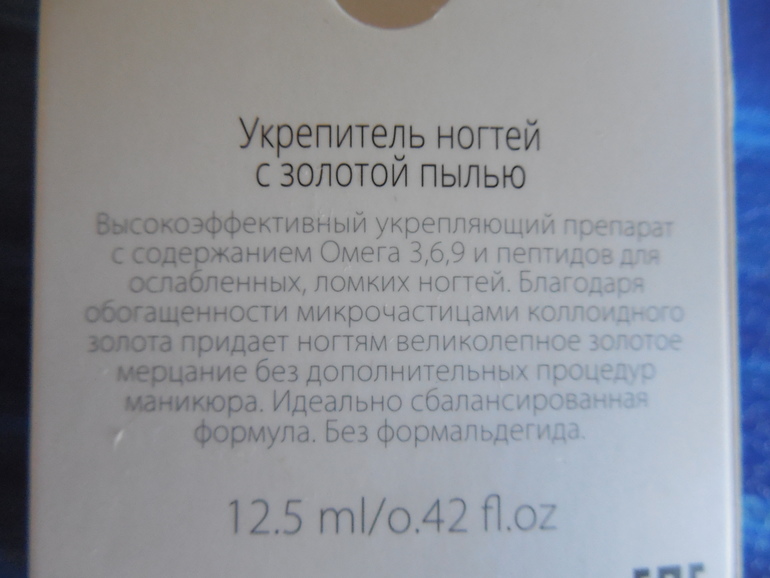 Укрепитель ногтей
с золотой пылью
Высокоэффективный укрепляющий препарат
с содержанием Омега 3,6,9 и пептидов для
ослабленных, ломких ногтей. Благодаря
обогащенности микрочастицами коллоидного
золота придает ногтям великолепное золотое
мерцание без дополнительных процедур
маникюра. Идеально сбалансированная
формула. Без формальдегида.
12.5 ml/0.42 fl.oz